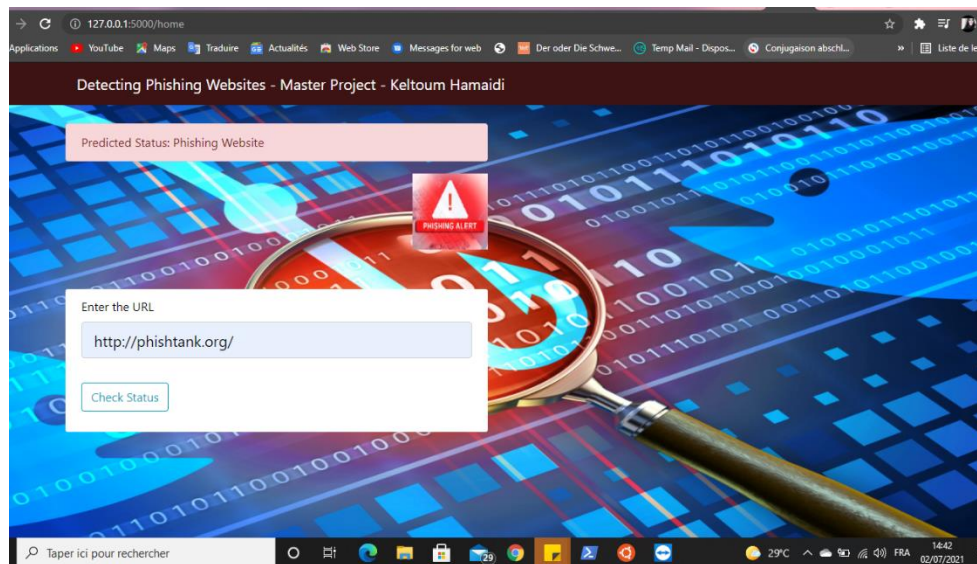 127.0.0.1:5000/home
Applications YouTube Maps Traduire Actualités Web Store Messages for web Der oder Die Schwe... Temp Mail - Dispos... Conjugaison abschl... » Liste de le
Detecting Phishing Websites - Master Project - Keltoum Hamaidi
Predicted Status: Phishing Website
PHISHING ALERT
Enter the URL
http://phishtank.org/
Check Status
Taper ici pour rechercher
29
29°C
FRA
14:42
02/07/2021